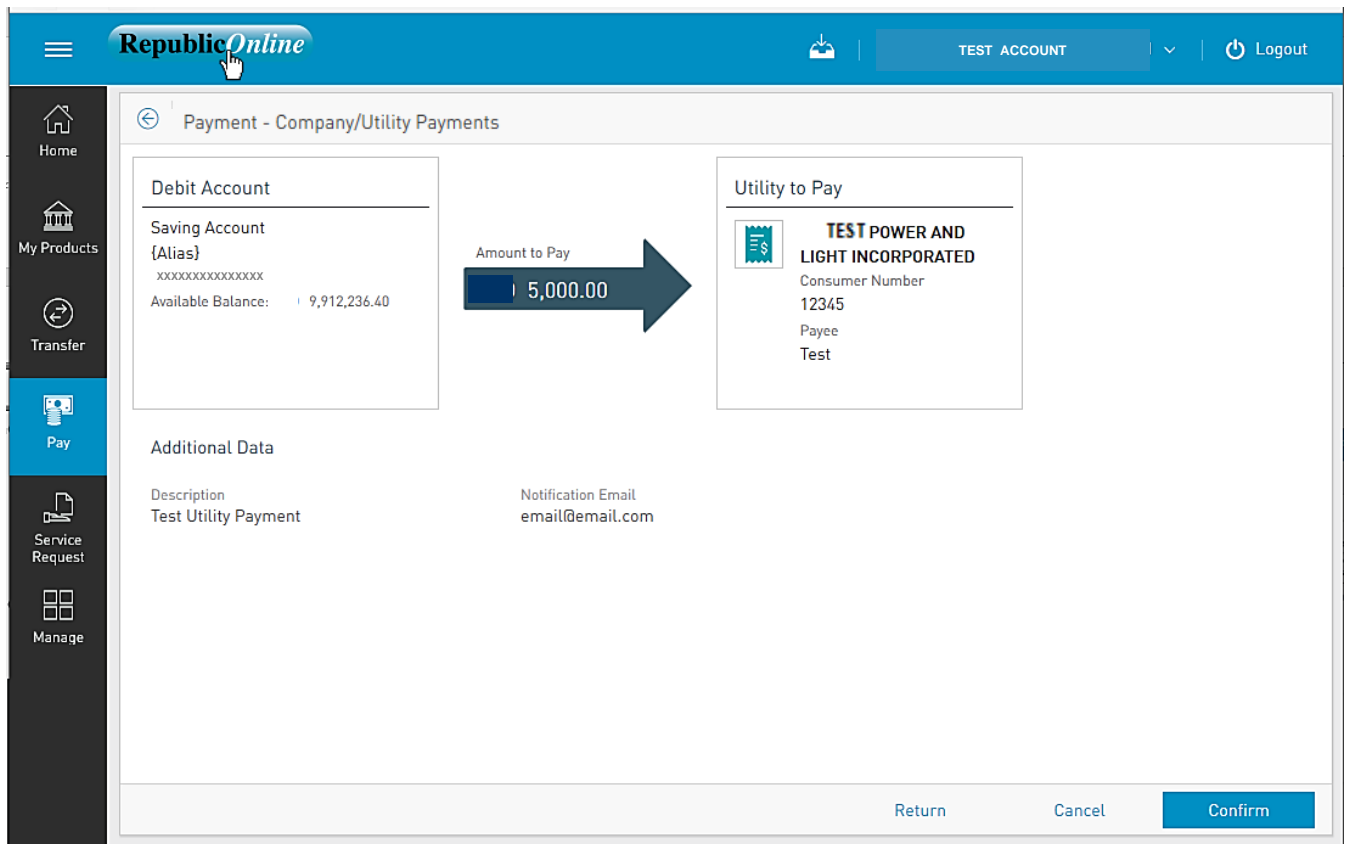 RepublicOnline
TEST ACCOUNT
Logout
Home
My Products
Transfer
Pay
Service
Request
Manage
Payment - Company/Utility Payments
Debit Account
Saving Account
{Alias}
xxxxxxxxxxxxxxx
Available Balance: 9,912,236.40
Amount to Pay
5,000.00
Utility to Pay
TEST POWER AND
LIGHT INCORPORATED
Consumer Number
12345
Payee
Test
Additional Data
Description
Test Utility Payment
Notification Email
email@email.com
Return
Cancel
Confirm